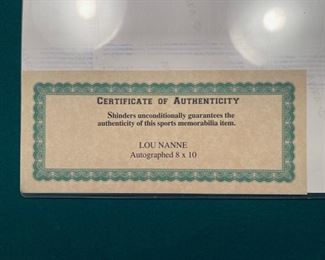 CERTIFICATE OF AUTHENTICITY
Shinders unconditionally guarantees the
authenticity of this sports memorabilia item.
LOU NANNE
Autographed 8 x 10